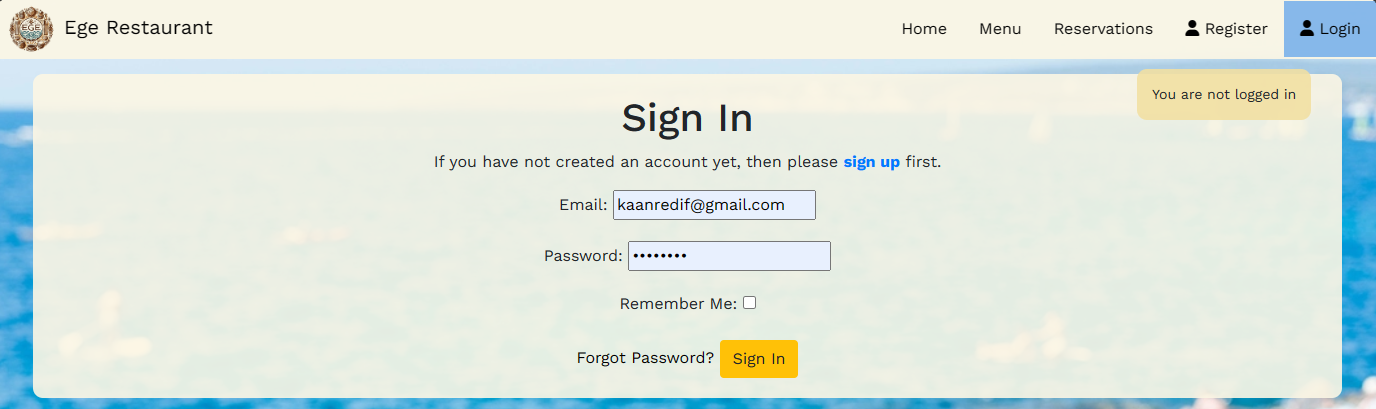 EGE
Ege Restaurant
Home
Menu
Reservations
Register
Login
You are not logged in
Sign In
If you have not created an account yet, then please sign up first.
Email: kaanredif@gmail.com
Password: ••••••••
Remember Me:
Forgot Password? Sign In